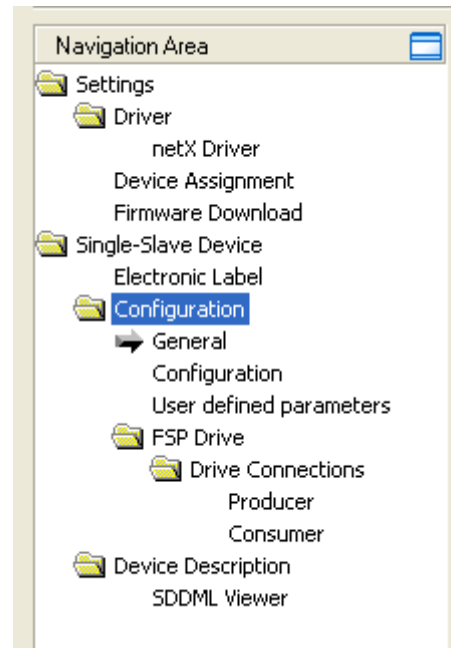 Navigation Area
Settings
Driver
netX Driver
Device Assignment
Firmware Download
Single-Slave Device
Electronic Label
Configuration
General
Configuration
User defined parameters
FSP Drive
Drive Connections
Producer
Consumer
Device Description
SDDML Viewer